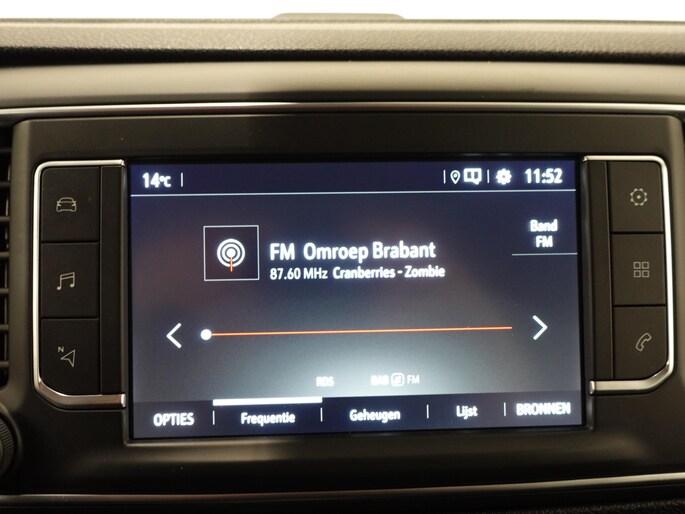 14°C
11:52
Band
FM
FM Omroep Brabant
87.60 MHz Cranberries - Zombie
RDS DAB FM
OPTIES Frequentie Geheugen Lijst BRONNEN
N